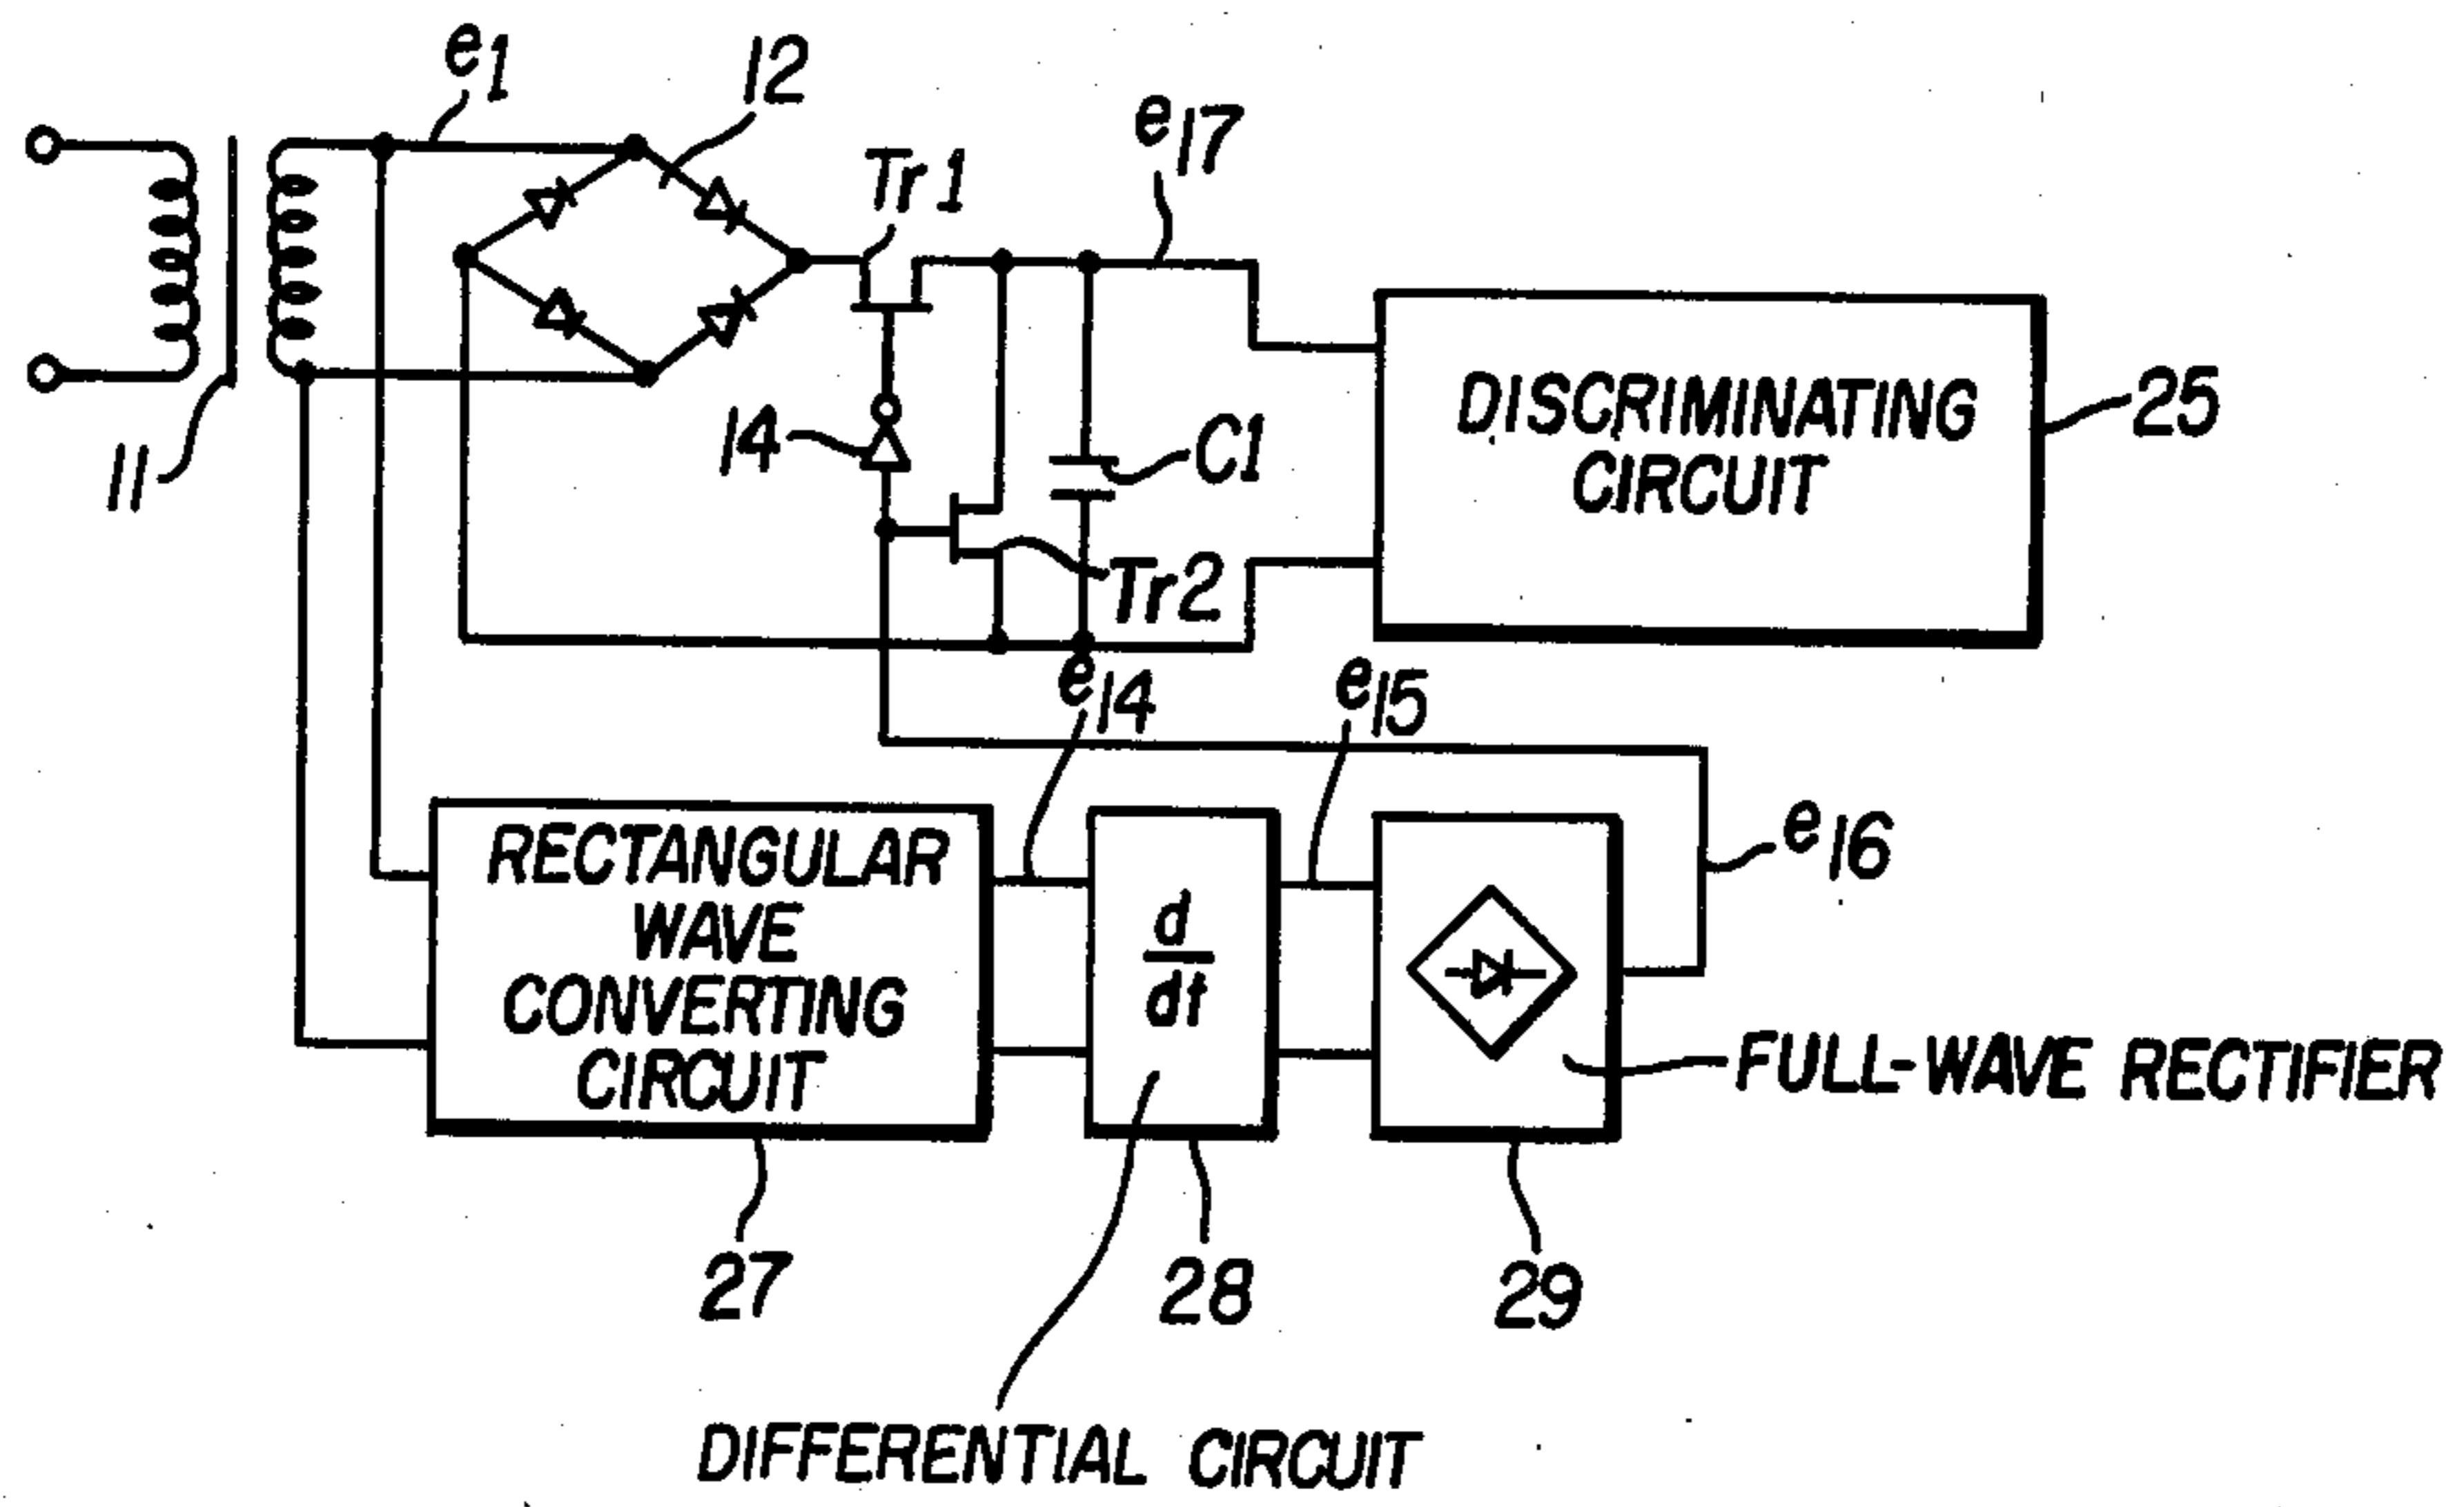 e1
12
Tr1
e17
11
14
C1
DISCRIMINATING
CIRCUIT
25
Tr2
e14
e15
e16
RECTANGULAR
WAVE
CONVERTING
CIRCUIT
d
dt
FULL-WAVE RECTIFIER
27
28
29
DIFFERENTIAL CIRCUIT